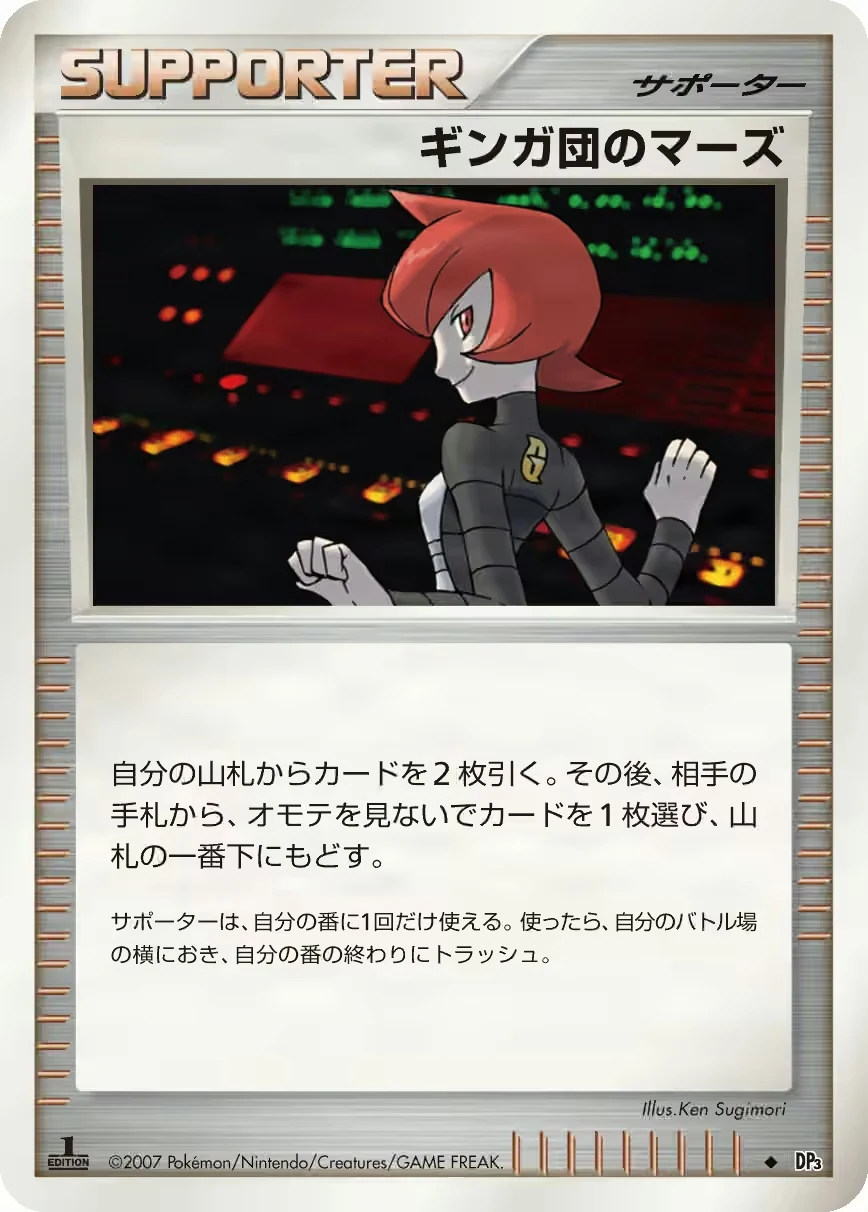 SUPPORTER
サポーター
ギンガ団のマーズ
自分の山札からカードを2枚引く。その後、相手の
手札から、オモテを見ないでカードを1枚選び、山
札の一番下にもどす。
サポーターは、自分の番に1回だけ使える。使ったら、自分のバトル場
の横におき、自分の番の終わりにトラッシュ。
Illus.Ken Sugimori
1 EDITION ©2007 Pokémon/Nintendo/Creatures/GAME FREAK. ◆ DP3